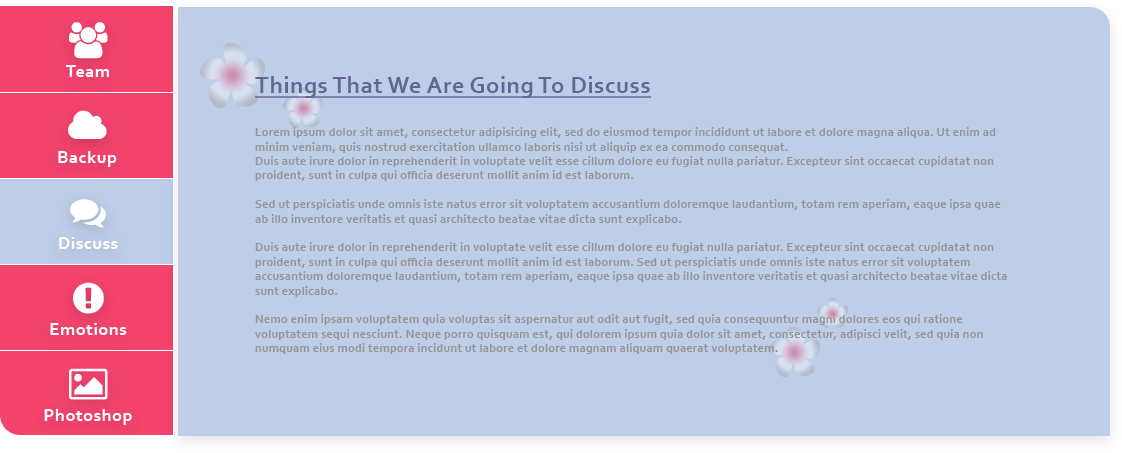 Team
Backup
Discuss
Emotions
Photoshop
Things That We Are Going To Discuss
Lorem ipsum dolor sit amet, consectetur adipisicing elit, sed do eiusmod tempor incididunt ut labore et dolore magna aliqua. Ut enim ad
minim veniam, quis nostrud exercitation ullamco laboris nisi ut aliquip ex ea commodo consequat.
Duis aute irure dolor in reprehenderit in voluptate velit esse cillum dolore eu fugiat nulla pariatur. Excepteur sint occaecat cupidatat non
proident, sunt in culpa qui officia deserunt mollit anim id est laborum.
Sed ut perspiciatis unde omnis iste natus error sit voluptatem accusantium doloremque laudantium, totam rem aperiam, eaque ipsa quae
ab illo inventore veritatis et quasi architecto beatae vitae dicta sunt explicabo.
Duis aute irure dolor in reprehenderit in voluptate velit esse cillum dolore eu fugiat nulla pariatur. Excepteur sint occaecat cupidatat non
proident, sunt in culpa qui officia deserunt mollit anim id est laborum. Sed ut perspiciatis unde omnis iste natus error sit voluptatem
accusantium doloremque laudantium, totam rem aperiam, eaque ipsa quae ab illo inventore veritatis et quasi architecto beatae vitae dicta
sunt explicabo.
Nemo enim ipsam voluptatem quia voluptas sit aspernatur aut odit aut fugit, sed quia consequuntur magni dolores eos qui ratione
voluptatem sequi nesciunt. Neque porro quisquam est, qui dolorem ipsum quia dolor sit amet, consectetur, adipisci velit, sed quia non
numquam eius modi tempora incidunt ut labore et dolore magnam aliquam quaerat voluptatem.